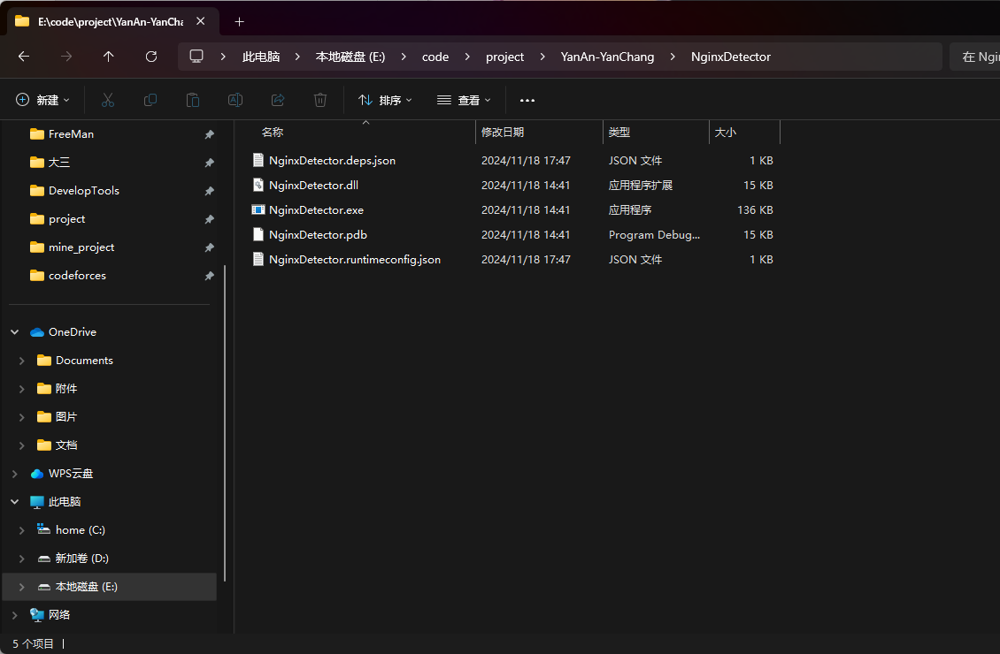 E:\code\project\YanAn-YanCha
此电脑 > 本地磁盘 (E:) > code > project > YanAn-YanChang > NginxDetector
在 Ngin
新建 排序 查看 •••
名称 修改日期 类型 大小
NginxDetector.deps.json 2024/11/18 17:47 JSON 文件 1 KB
NginxDetector.dll 2024/11/18 14:41 应用程序扩展 15 KB
NginxDetector.exe 2024/11/18 14:41 应用程序 136 KB
NginxDetector.pdb 2024/11/18 14:41 Program Debug... 15 KB
NginxDetector.runtimeconfig.json 2024/11/18 17:47 JSON 文件 1 KB
FreeMan
大三
DevelopTools
project
mine_project
codeforces
OneDrive
Documents
附件
图片
文档
WPS云盘
此电脑
home (C:)
新加卷 (D:)
本地磁盘 (E:)
网络
5 个项目